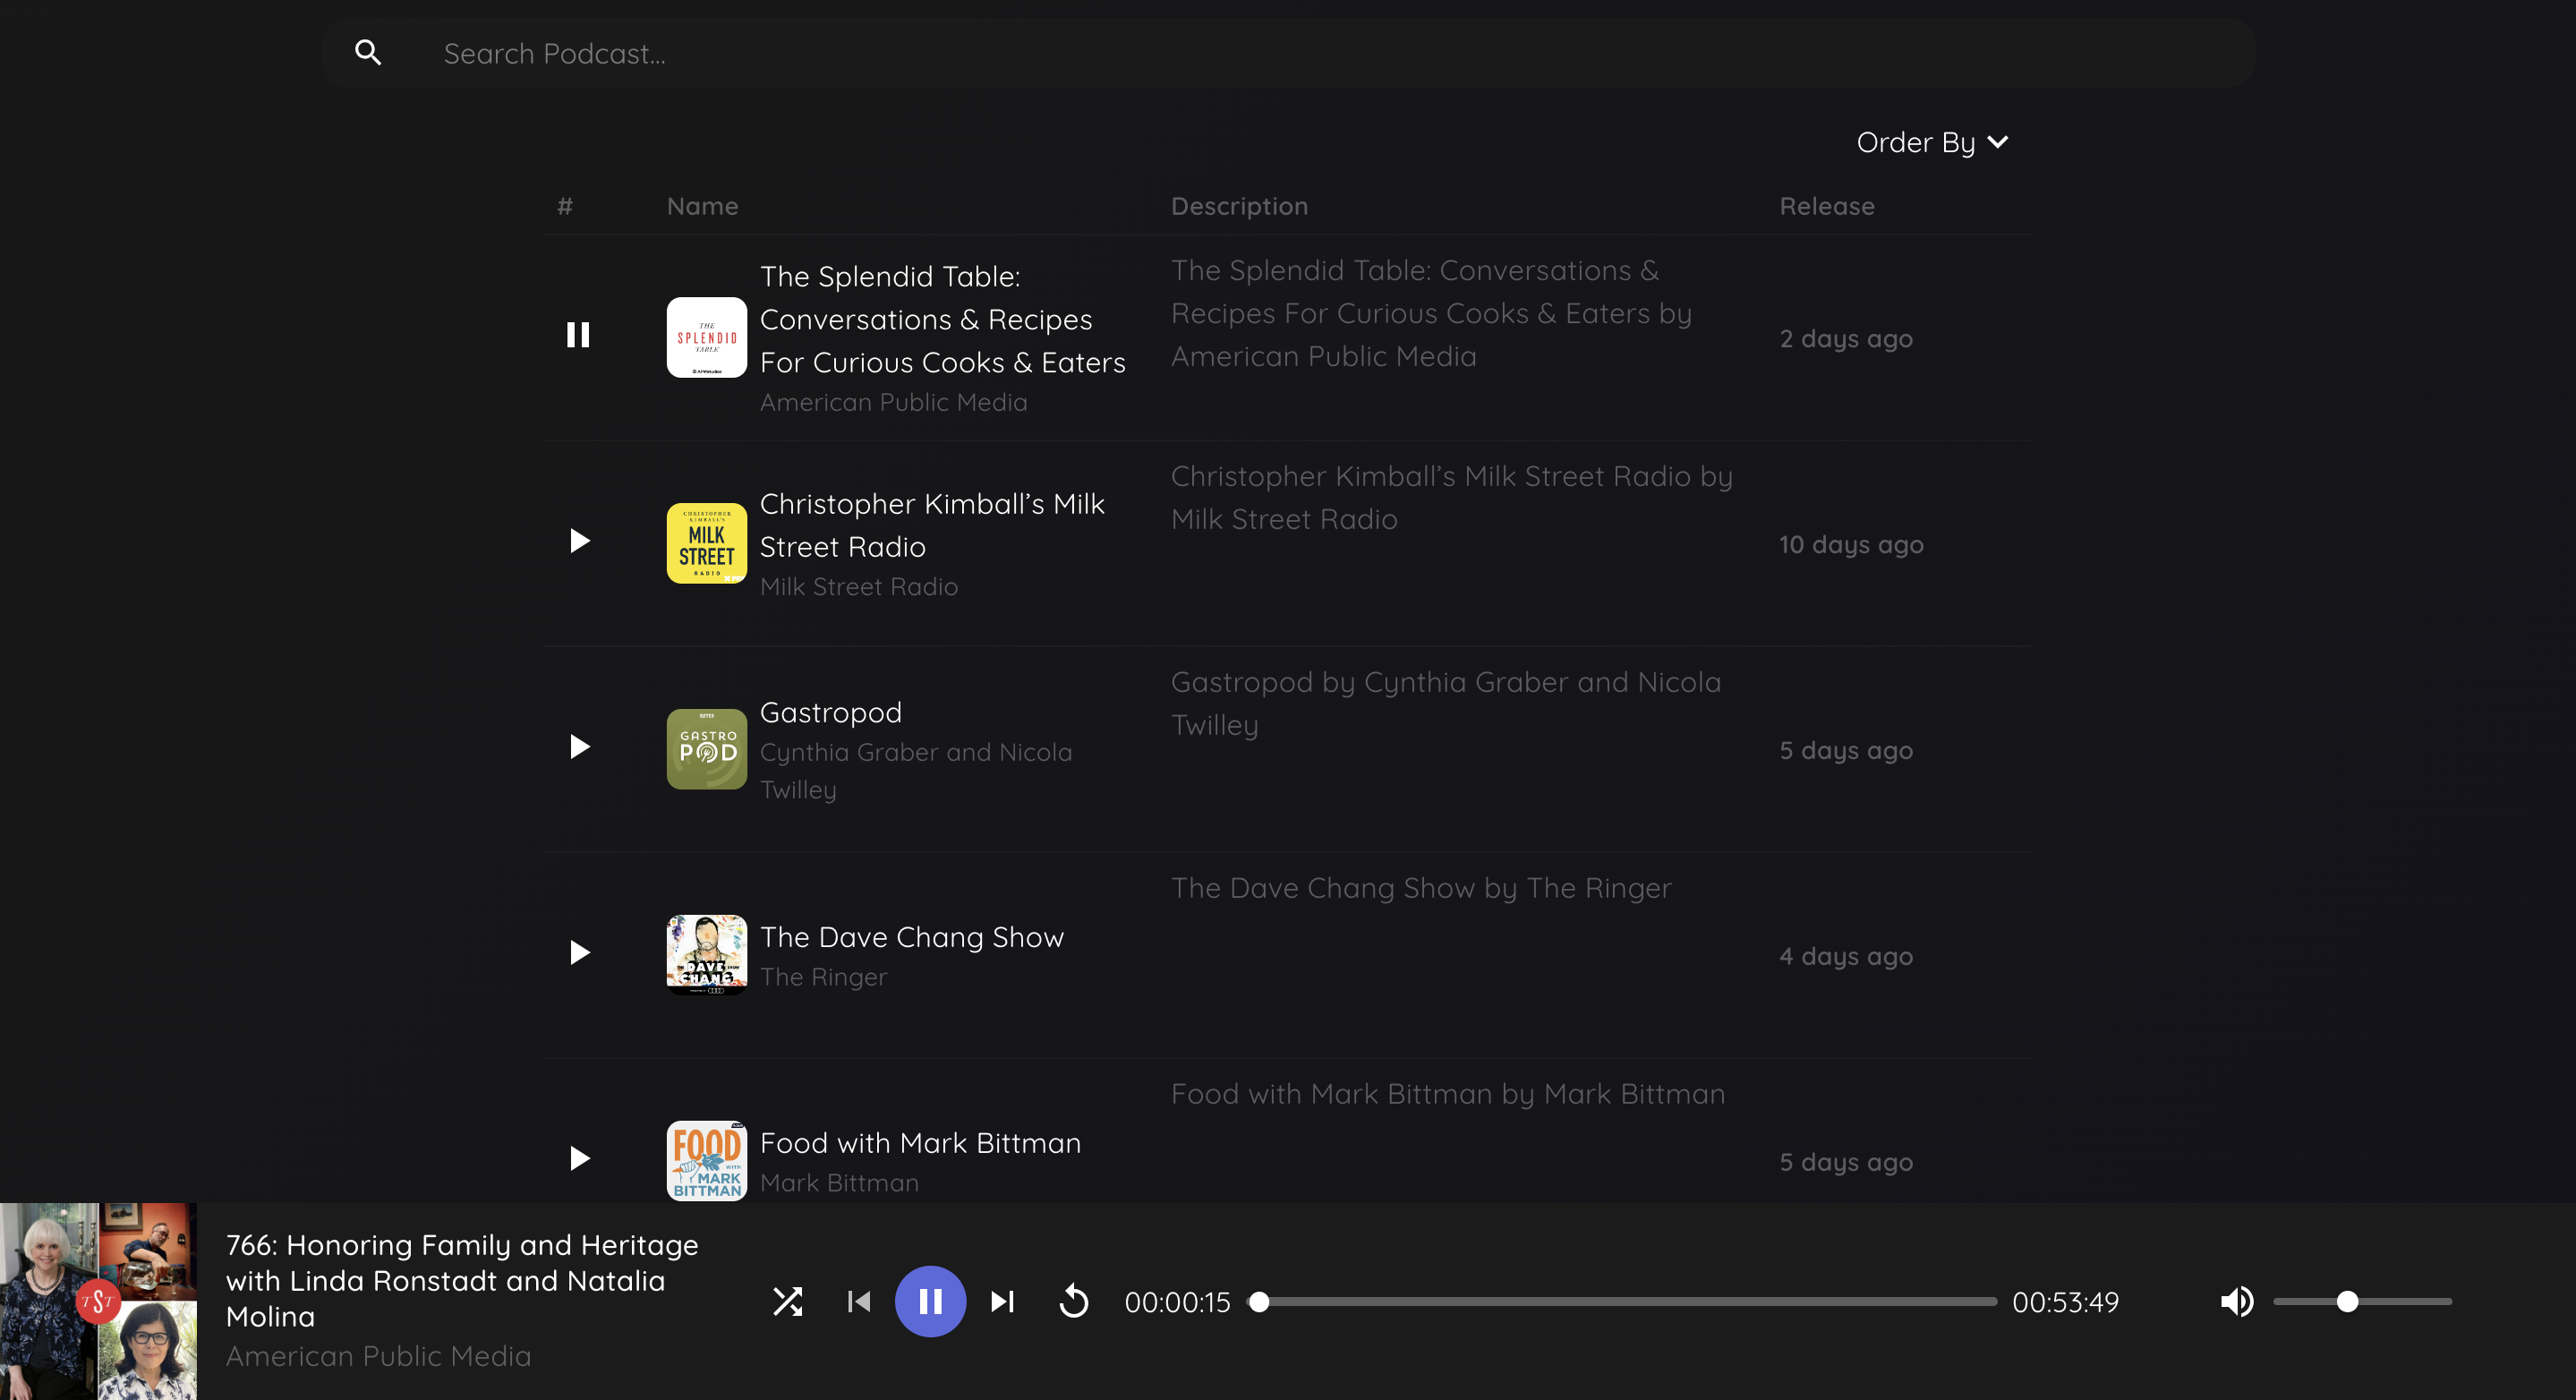 Search Podcast...
Order By
# Name Description Release
The Splendid Table:
Conversations & Recipes
For Curious Cooks & Eaters
American Public Media
The Splendid Table: Conversations &
Recipes For Curious Cooks & Eaters by
American Public Media
2 days ago
THE
SPLENDID
TABLE
Christopher Kimball’s Milk
Street Radio
Milk Street Radio
Christopher Kimball’s Milk Street Radio by
Milk Street Radio
10 days ago
CHRISTOPHER
KIMBALL'S
MILK
STREET
RADIO
Gastropod
Cynthia Graber and Nicola
Twilley
Gastropod by Cynthia Graber and Nicola
Twilley
5 days ago
GASTRO
POD
The Dave Chang Show
The Ringer
The Dave Chang Show by The Ringer
4 days ago
DAVE
CHANG
Food with Mark Bittman
Mark Bittman
Food with Mark Bittman by Mark Bittman
5 days ago
FOOD
WITH
MARK
BITTMAN
766: Honoring Family and Heritage
with Linda Ronstadt and Natalia
Molina
American Public Media
TST
00:00:15
00:53:49